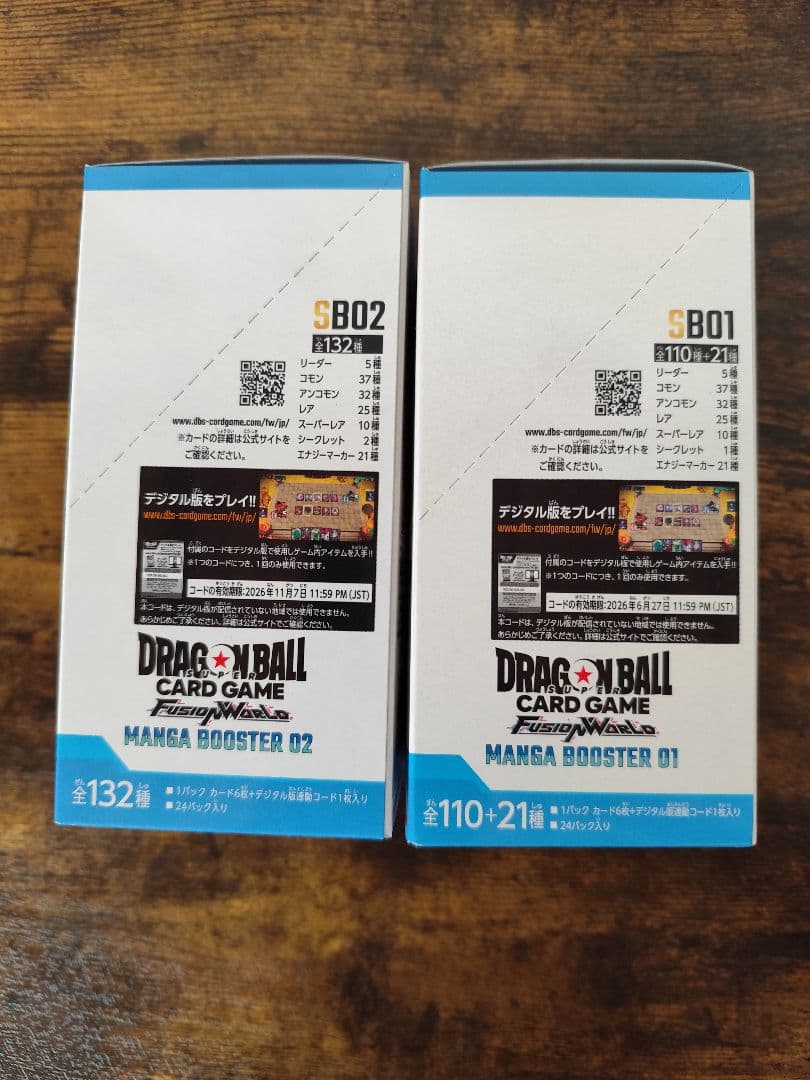 SB02
全132種
リーダー 5種
コモン 37種
アンコモン 32種
レア 25種
スーパーレア 10種
シークレット 2種
エナジーマーカー 21種
www.dbs-cardgame.com/fw/jp/
※カードの詳細は公式サイトを
ご確認ください。
デジタル版をプレイ!!
www.dbs-cardgame.com/fw/jp/
付属のコードをデジタル版で使用しゲーム内アイテムを入手!!
※1つのコードにつき、1回のみ使用できます。
コードの有効期限:2026年11月7日 11:59 PM (JST)
本コードは、デジタル版が配信されていない地域では使用できません。
あらかじめご了承ください。詳細は公式サイトでご確認ください。
DRAGON BALL
SUPER
CARD GAME
FUSION WORLD
MANGA BOOSTER 02
全132種
■ 1パック カード6枚+デジタル版連動コード1枚入り
■ 24パック入り
SB01
全110種+21種
リーダー 5種
コモン 37種
アンコモン 32種
レア 25種
スーパーレア 10種
シークレット 1種
エナジーマーカー 21種
www.dbs-cardgame.com/fw/jp/
※カードの詳細は公式サイトを
ご確認ください。
デジタル版をプレイ!!
www.dbs-cardgame.com/fw/jp/
付属のコードをデジタル版で使用しゲーム内アイテムを入手!!
※1つのコードにつき、1回のみ使用できます。
コードの有効期限:2026年6月27日 11:59 PM (JST)
本コードは、デジタル版が配信されていない地域では使用できません。
あらかじめご了承ください。詳細は公式サイトでご確認ください。
DRAGON BALL
SUPER
CARD GAME
FUSION WORLD
MANGA BOOSTER 01
全110+21種
■ 1パック カード6枚+デジタル版連動コード1枚入り
■ 24パック入り